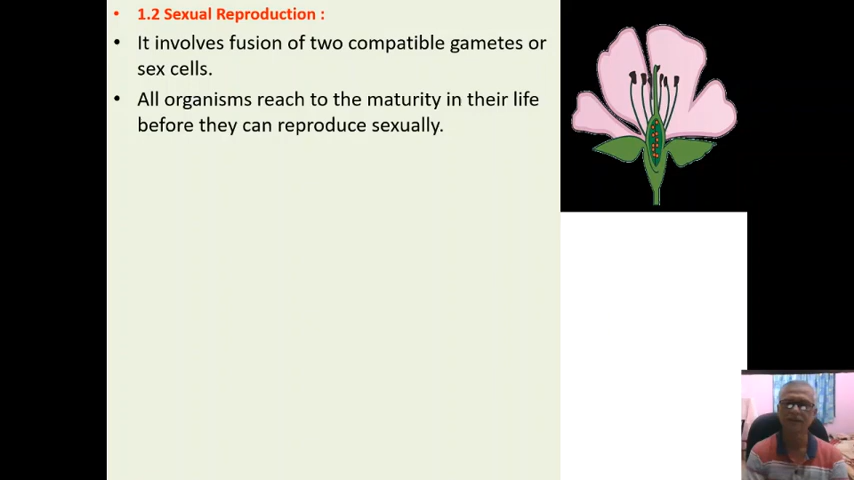 1.2 Sexual Reproduction :
It involves fusion of two compatible gametes or
sex cells.
All organisms reach to the maturity in their life
before they can reproduce sexually.